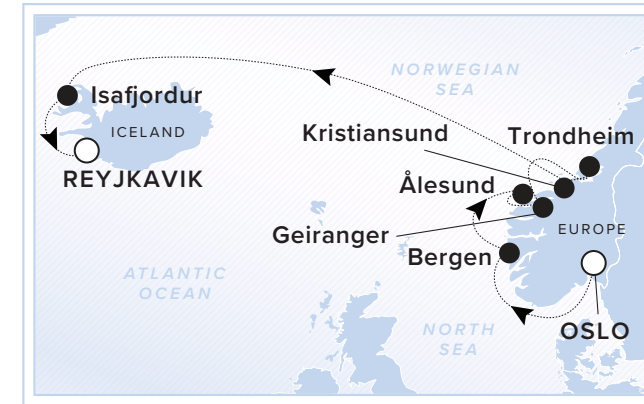 NORWEGIAN
SEA
Isafjordur
ICELAND
REYJKAVIK
Kristiansund
Trondheim
Ålesund
Geiranger
EUROPE
Bergen
ATLANTIC
OCEAN
NORTH
SEA
OSLO